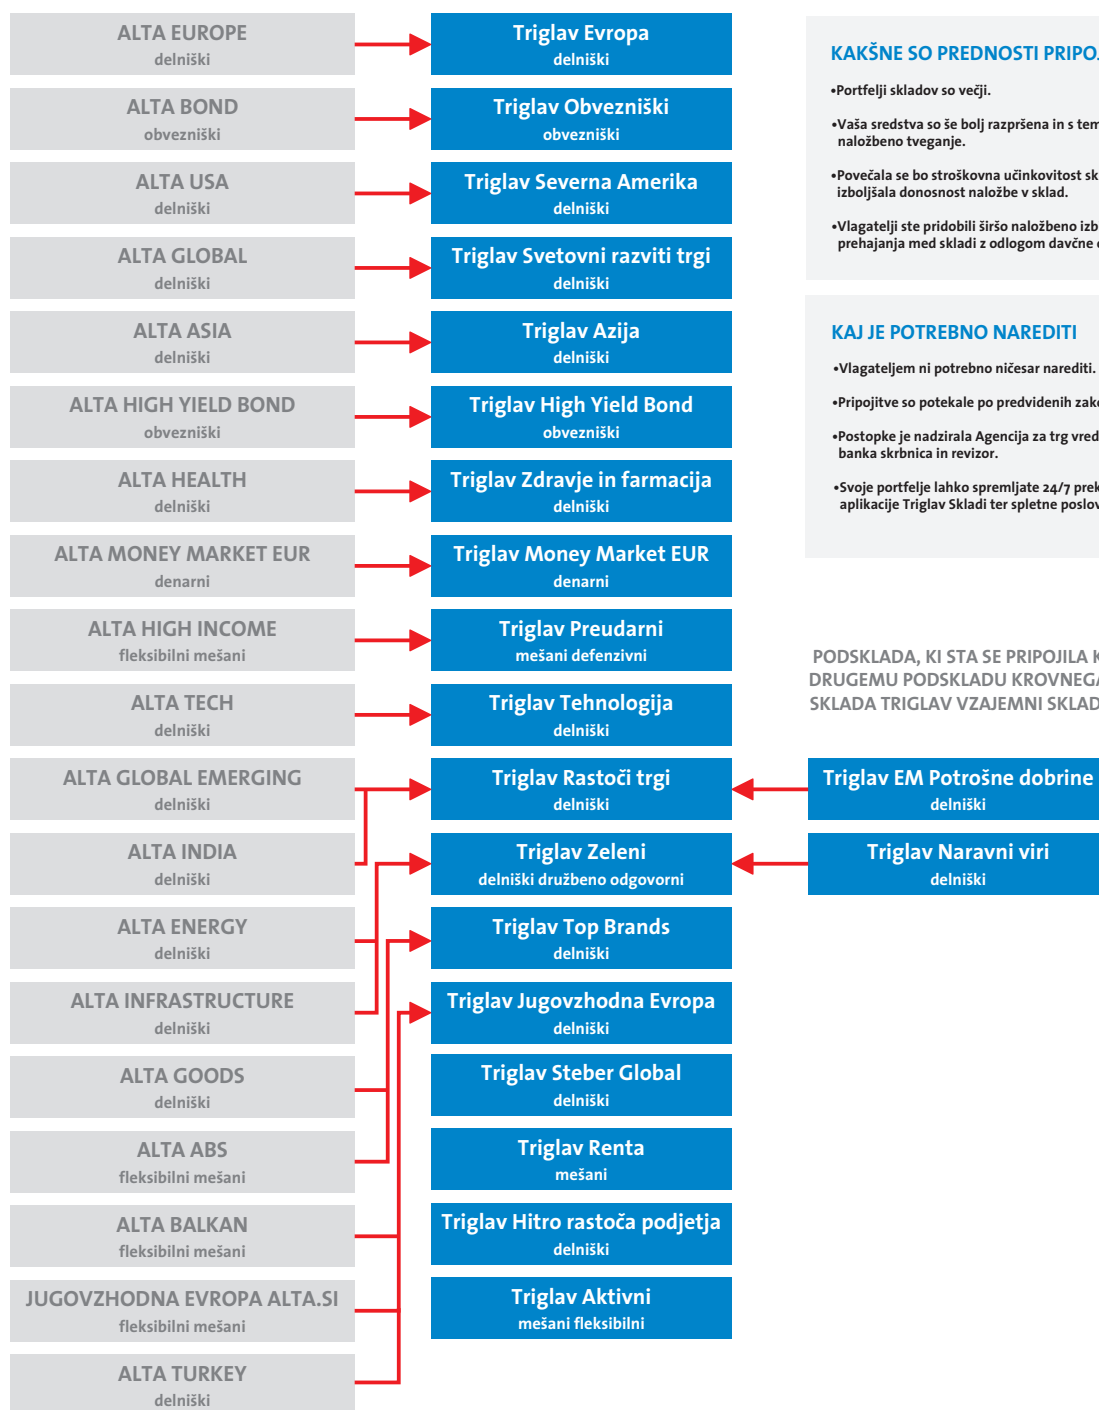 ALTA EUROPE
delniški
Triglav Evropa
delniški
ALTA BOND
obvezniški
Triglav Obvezniški
obvezniški
ALTA USA
delniški
Triglav Severna Amerika
delniški
ALTA GLOBAL
delniški
Triglav Svetovni razviti trgi
delniški
ALTA ASIA
delniški
Triglav Azija
delniški
ALTA HIGH YIELD BOND
obvezniški
Triglav High Yield Bond
obvezniški
ALTA HEALTH
delniški
Triglav Zdravje in farmacija
delniški
ALTA MONEY MARKET EUR
denarni
Triglav Money Market EUR
denarni
ALTA HIGH INCOME
fleksibilni mešani
Triglav Preudarni
mešani defenzivni
ALTA TECH
delniški
Triglav Tehnologija
delniški
ALTA GLOBAL EMERGING
delniški
Triglav Rastoči trgi
delniški
ALTA INDIA
delniški
Triglav Zeleni
delniški družbeno odgovorni
ALTA ENERGY
delniški
Triglav Top Brands
delniški
ALTA INFRASTRUCTURE
delniški
Triglav Jugovzhodna Evropa
delniški
ALTA GOODS
delniški
Triglav Steber Global
delniški
ALTA ABS
fleksibilni mešani
Triglav Renta
mešani
ALTA BALKAN
fleksibilni mešani
Triglav Hitro rastoča podjetja
delniški
JUGOVZHODNA EVROPA ALTA.SI
fleksibilni mešani
Triglav Aktivni
mešani fleksibilni
ALTA TURKEY
delniški
KAKŠNE SO PREDNOSTI
•Portfelji skladov so večji.
•Vaša sredstva so še bolj razpršena in s tem
naložbeno tveganje.
•Povečala se bo stroškovna učinkovitost
izboljšala donosnost naložbe v sklad.
•Vlagatelji ste pridobili širšo naložbeno
prehajanja med skladi z odlogom davčne
KAJ JE POTREBNO NAREDITI
•Vlagateljem ni potrebno ničesar narediti.
•Pripojitve so potekale po predvidenih
•Postopke je nadzirala Agencija za trg
banka skrbnica in revizor.
•Svoje portfelje lahko spremljate 24/7
aplikacije Triglav Skladi ter spletne
PODSKLADA, KI STA SE PRIPOJILA K
DRUGEMU PODSKLADU KROVNEGA
SKLADA TRIGLAV VZAJEMNI SKLAD
Triglav EM Potrošne dobrine
delniški
Triglav Naravni viri
delniški